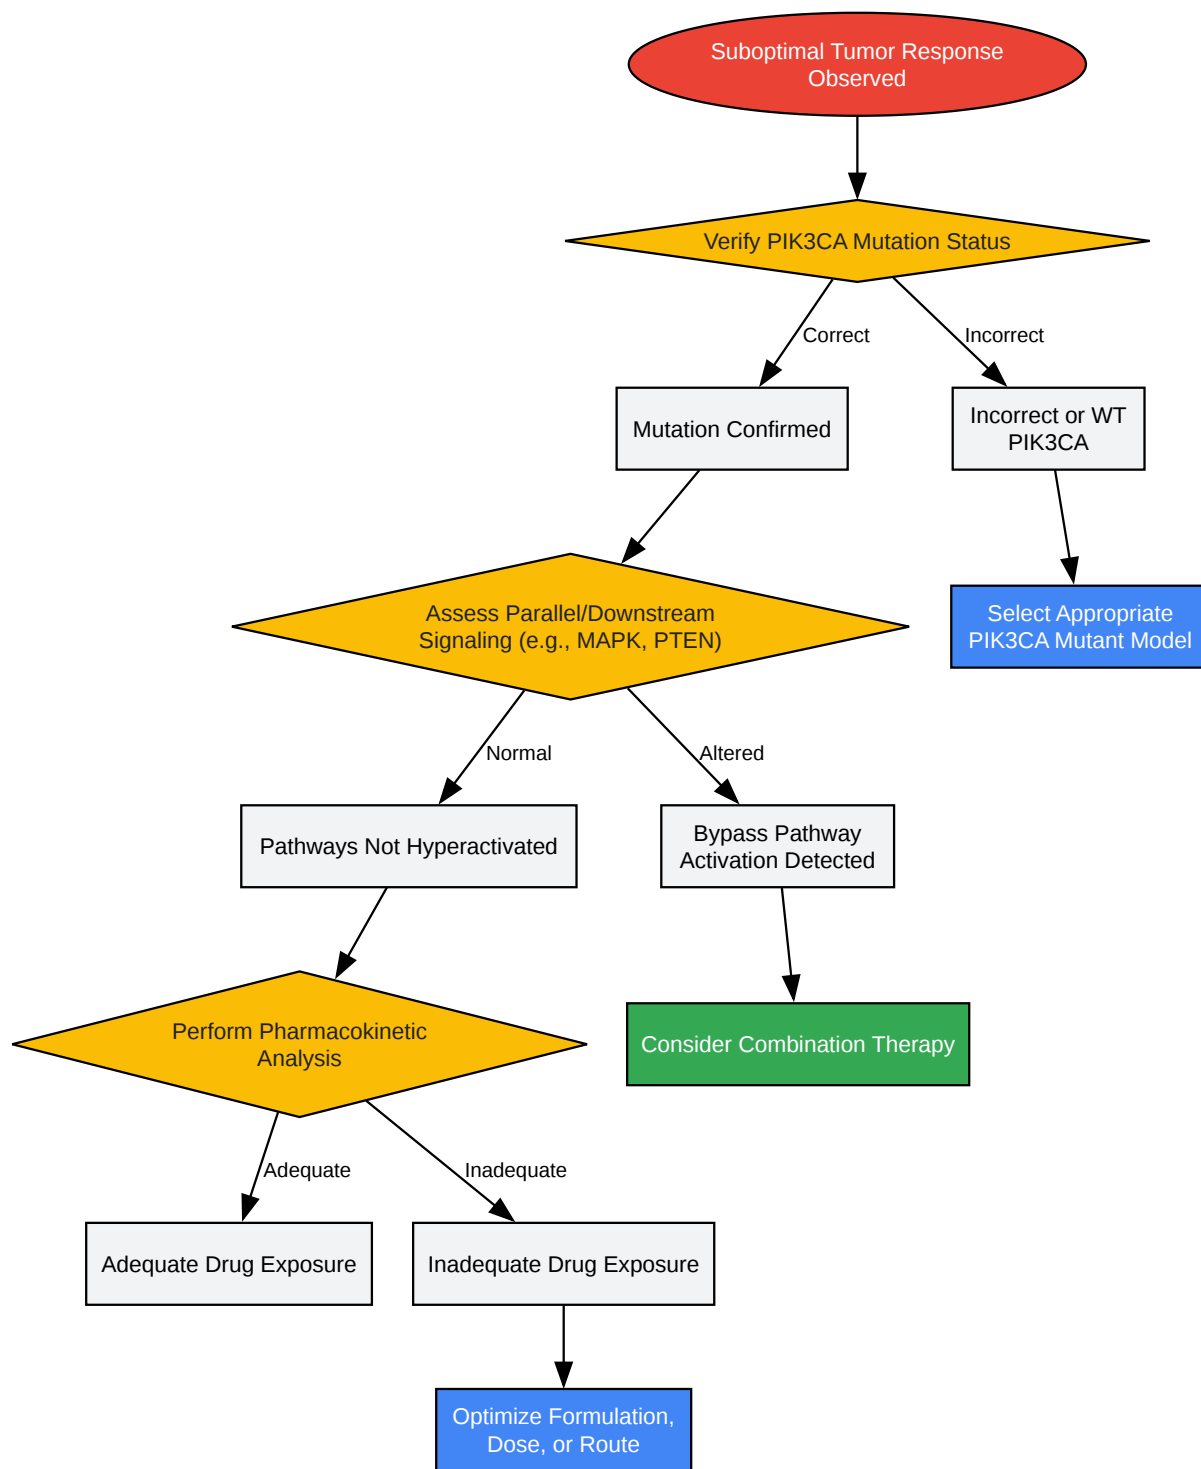 Suboptimal Tumor Response
Observed
Verify PIK3CA Mutation Status
Correct
Incorrect
Mutation Confirmed
Incorrect or WT
PIK3CA
Assess Parallel/Downstream
Signaling (e.g., MAPK, PTEN)
Select Appropriate
PIK3CA Mutant Model
Normal
Altered
Pathways Not Hyperactivated
Bypass Pathway
Activation Detected
Perform Pharmacokinetic
Analysis
Consider Combination Therapy
Adequate
Inadequate
Adequate Drug Exposure
Inadequate Drug Exposure
Optimize Formulation,
Dose, or Route